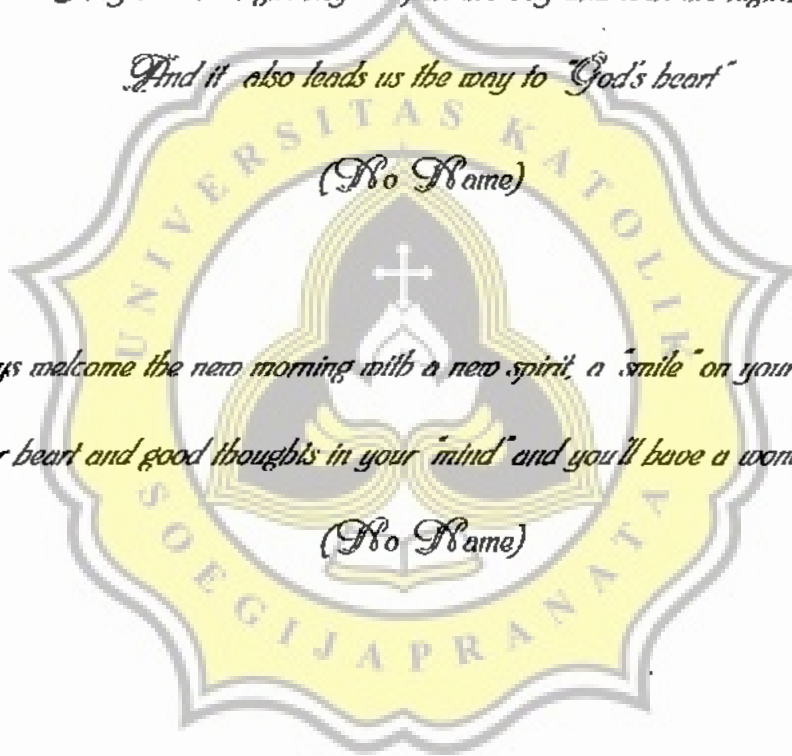 And it also leads us the way to "God's heart"
(No Name)
welcome the new morning with a new spirit, a "smile" on your
heart and good thoughts in your "mind" and you'll have a
(No Name)
UNIVERSITAS KATOLIK
SOEGIJAPRANATA